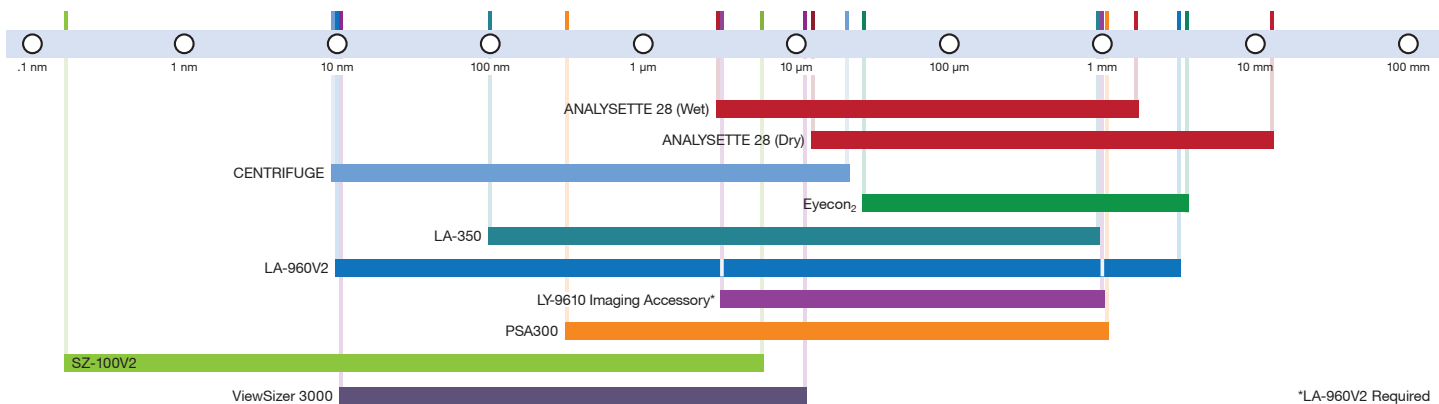 .1 nm 1 nm 10 nm 100 nm 1 µm 10 µm 100 µm 1 mm 10 mm 100 mm
ANALYSETTE 28 (Wet)
ANALYSETTE 28 (Dry)
CENTRIFUGE
Eyecon₂
LA-350
LA-960V2
LY-9610 Imaging Accessory*
PSA300
SZ-100V2
ViewSizer 3000
*LA-960V2 Required